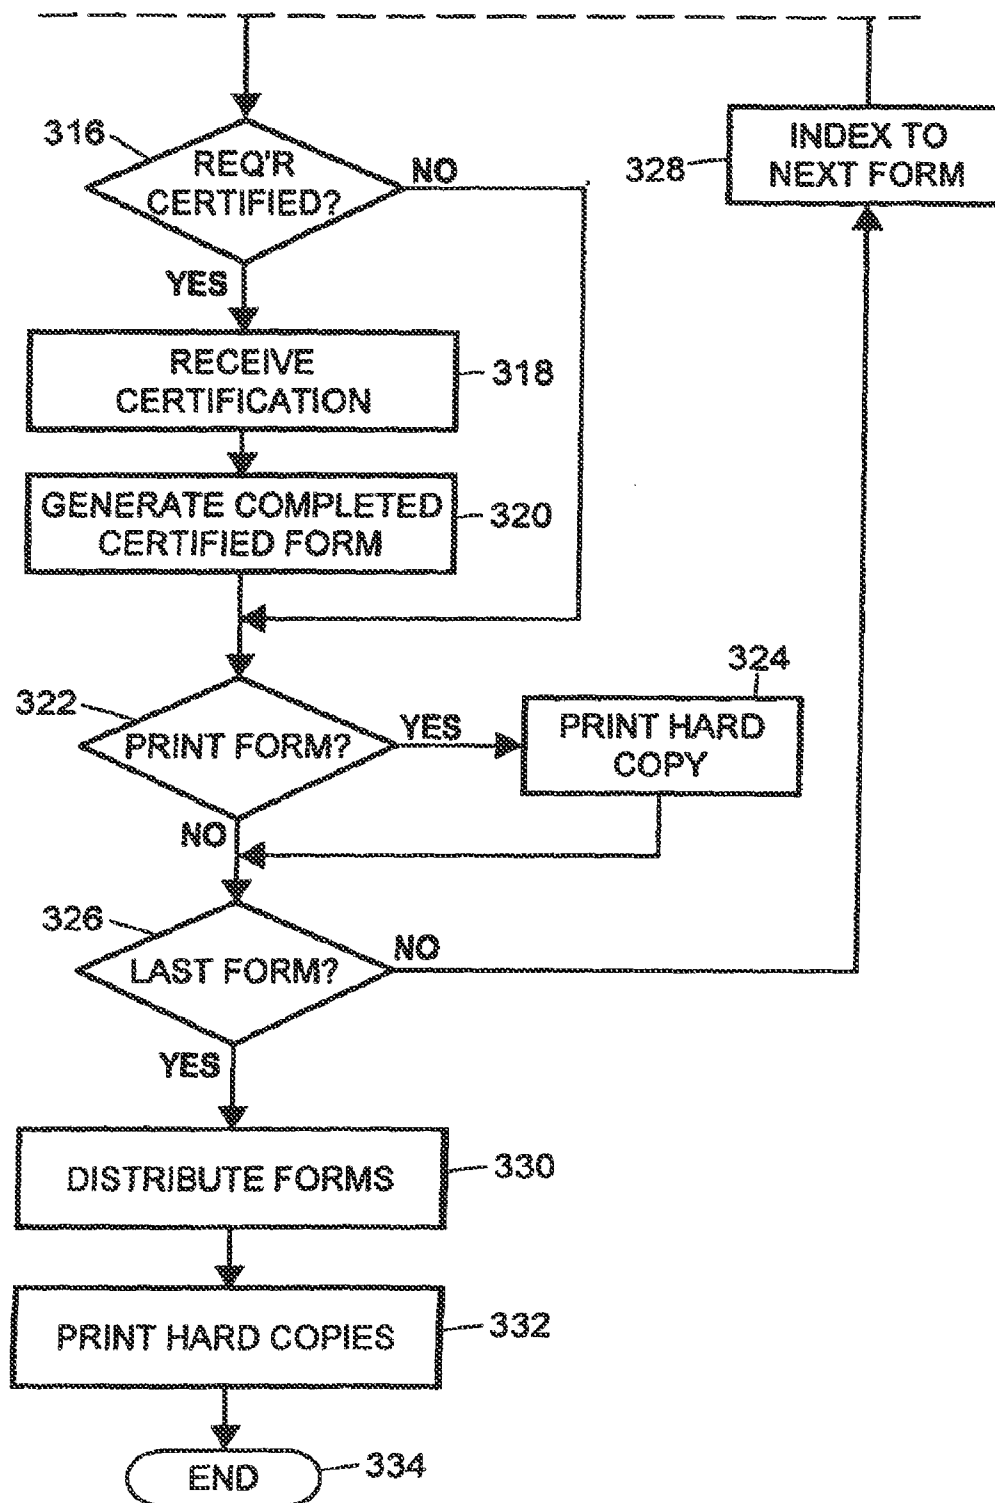 316
REQ'R
CERTIFIED?
NO
YES
328
INDEX TO
NEXT FORM
RECEIVE
CERTIFICATION
318
GENERATE COMPLETED
CERTIFIED FORM
320
322
PRINT FORM?
YES
NO
324
PRINT HARD
COPY
326
LAST FORM?
NO
YES
DISTRIBUTE FORMS
330
PRINT HARD COPIES
332
END
334